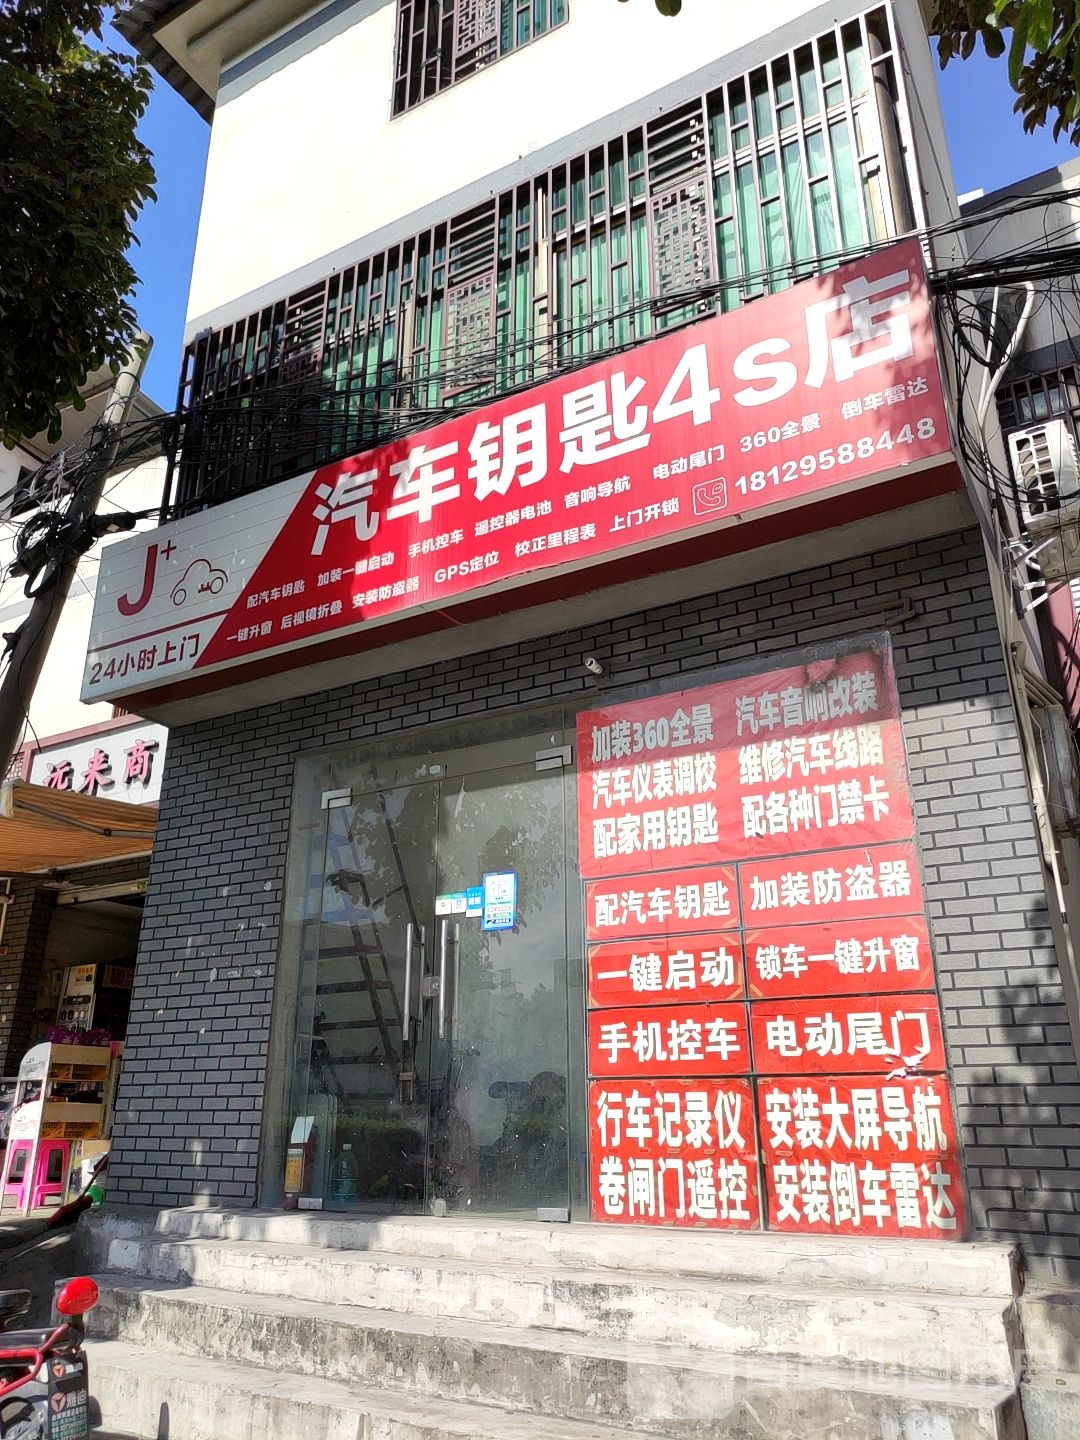 汽车钥匙4s店
J+
24小时上门
配汽车钥匙 加装一键启动 手机控车 遥控器电池 音响导航 电动尾门 360全景 倒车雷达
一键升窗 后视镜折叠 安装防盗器 GPS定位 校正里程表 上门开锁 18129588448
远来商
加装360全景 汽车音响改装
汽车仪表调校 维修汽车线路
配家用钥匙 配各种门禁卡
配汽车钥匙 加装防盗器
一键启动 锁车一键升窗
手机控车 电动尾门
行车记录仪 安装大屏导航
卷闸门遥控 安装倒车雷达
雅迪